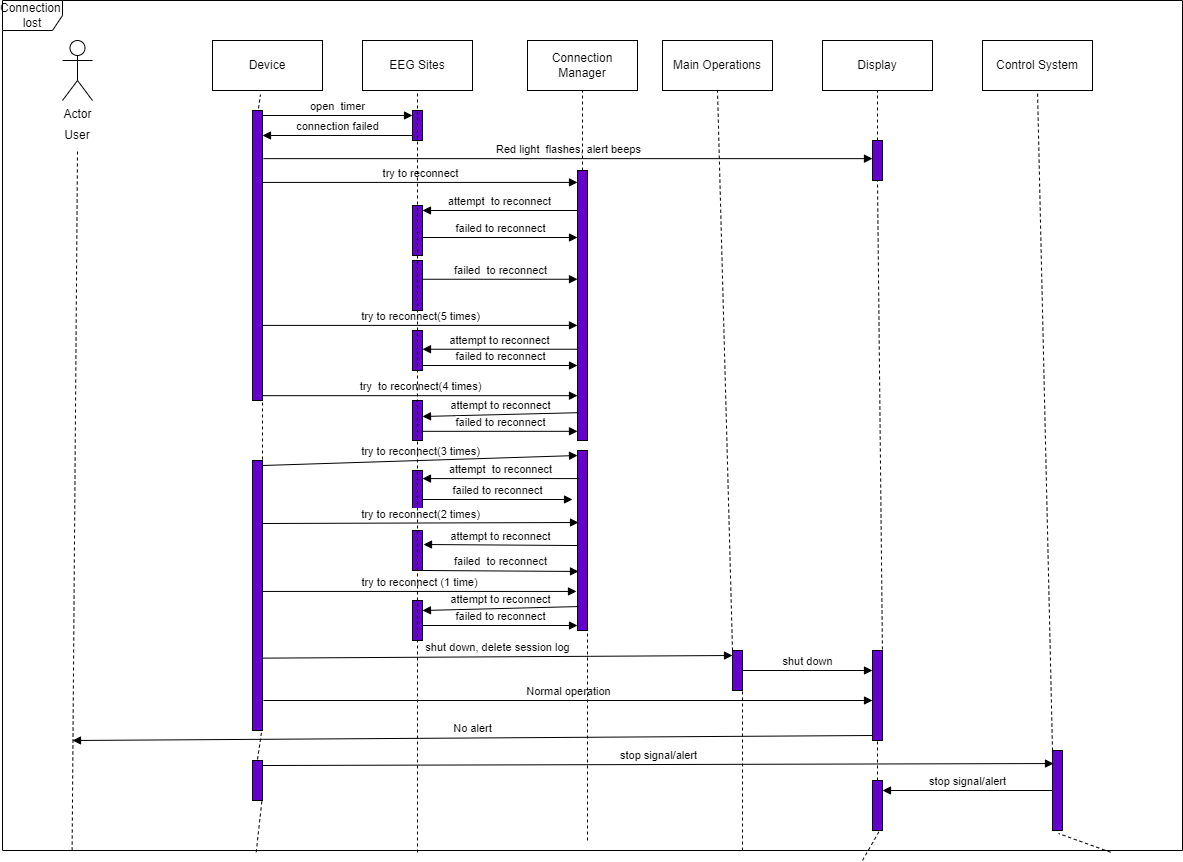 Connection
lost
Device
EEG Sites
Connection
Manager
Main Operations
Display
Control System
Actor
User
open  timer
connection failed
Red light  flashes, alert beeps
try to reconnect
attempt  to reconnect
failed to reconnect
failed  to reconnect
try to reconnect(5 times)
attempt to reconnect
failed to reconnect
try  to reconnect(4 times)
attempt to reconnect
failed to reconnect
try to reconnect(3 times)
attempt  to reconnect
failed to reconnect
try to reconnect(2 times)
attempt to reconnect
failed  to reconnect
try to reconnect (1 time)
attempt to reconnect
failed to reconnect
shut down, delete session log
shut down
Normal operation
No alert
stop signal/alert
stop signal/alert